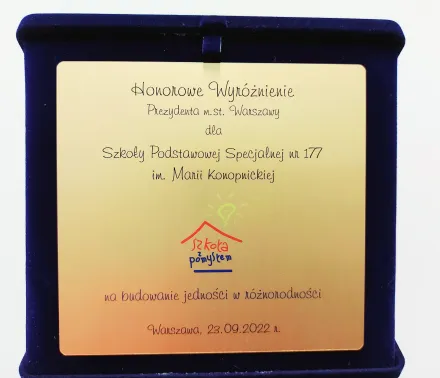 Honorowe Wyróżnienie
Prezydenta m.st. Warszawy
dla
Szkoły Podstawowej Specjalnej nr 177
im. Marii Konopnickiej
szkoła
z
pomysłem
na budowanie jedności w różnorodności
Warszawa, 23.09.2022 r.